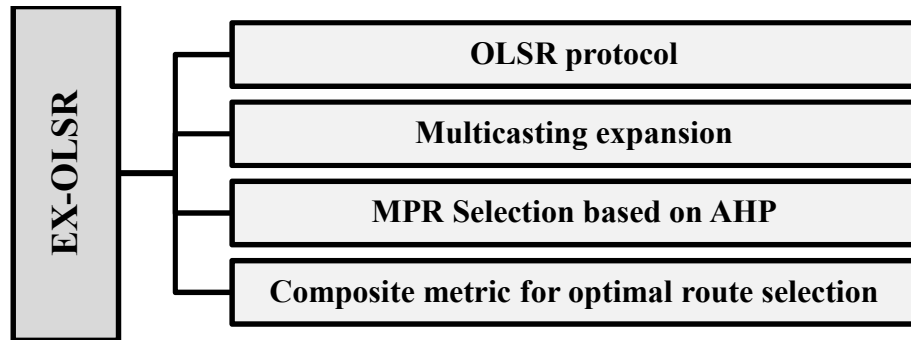 EX-OLSR
OLSR protocol
Multicasting expansion
MPR Selection based on AHP
Composite metric for optimal route selection